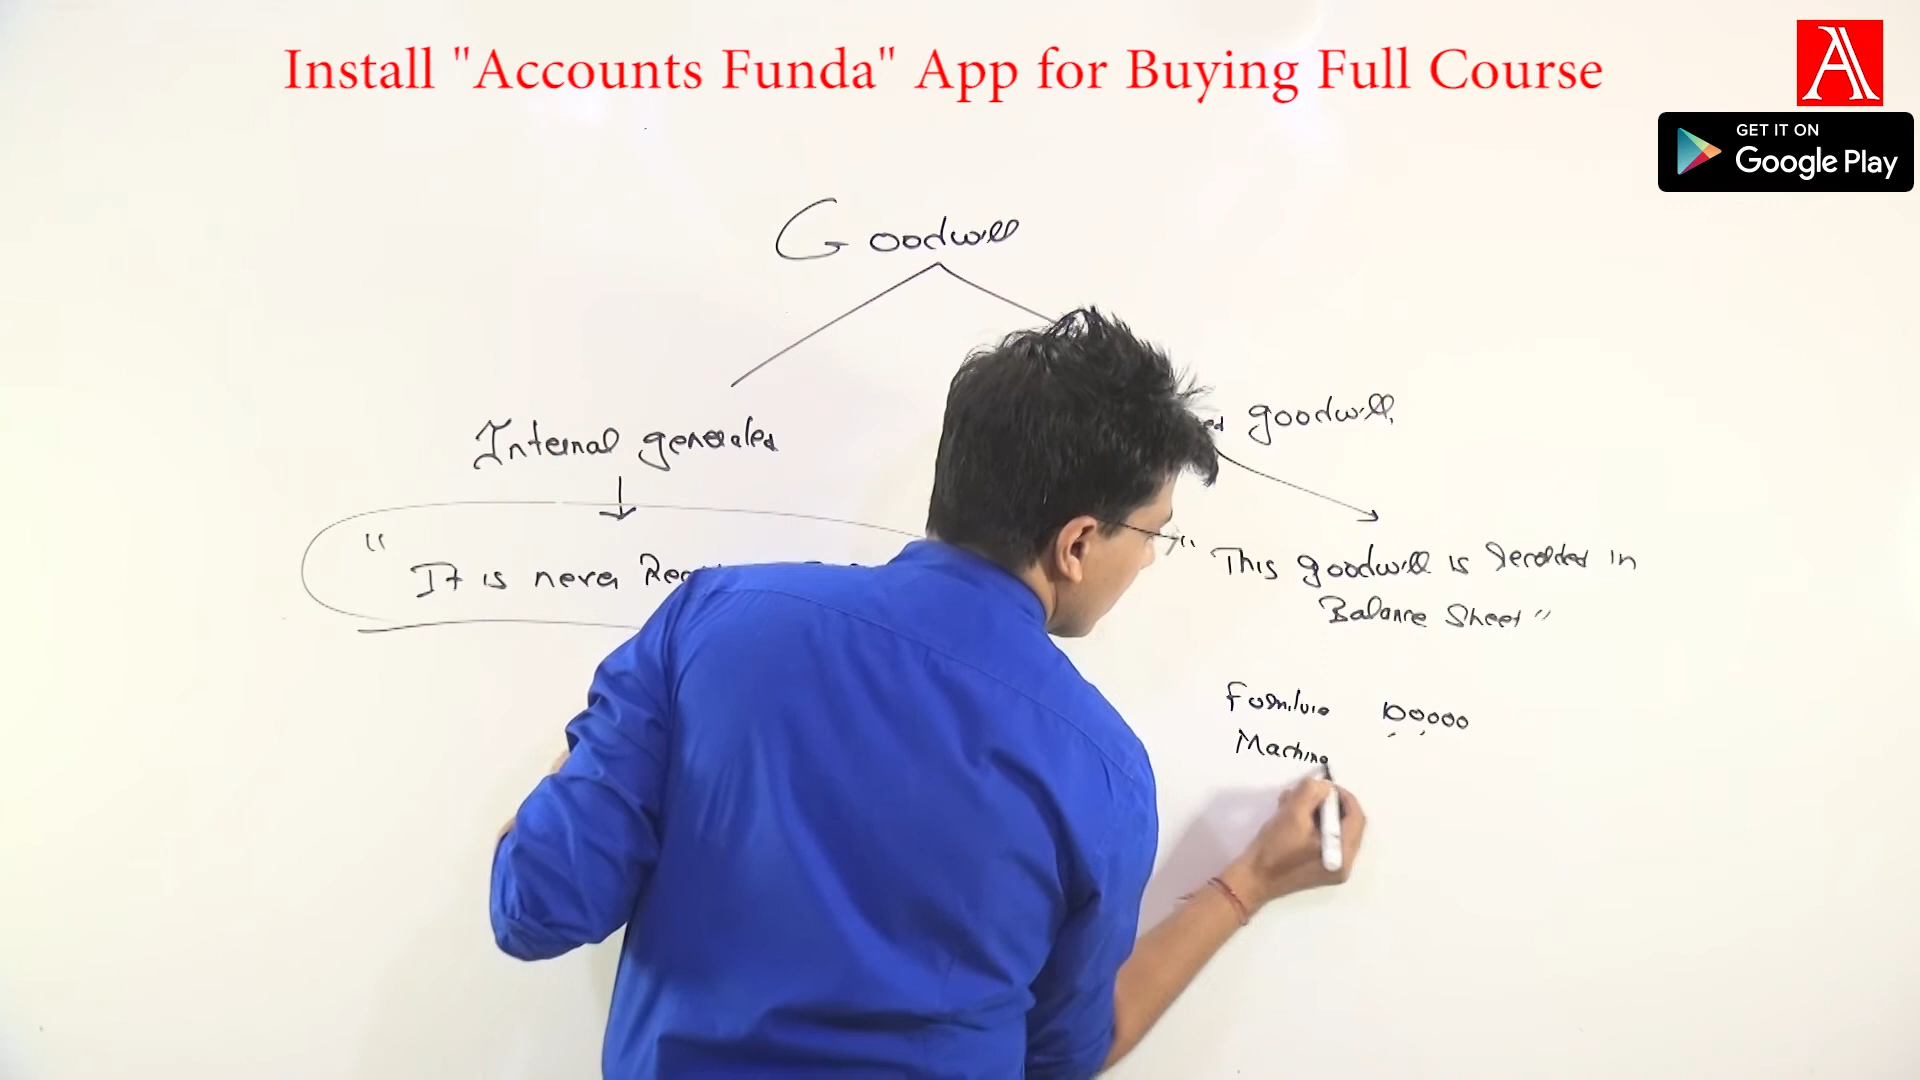 Install "Accounts Funda" App for Buying Full Course
A
GET IT ON
Google Play
Goodwill
Internal generated
goodwill,
"It is never
"This goodwill is recorded in
Balance Sheet"
Furniture 100000
Machine